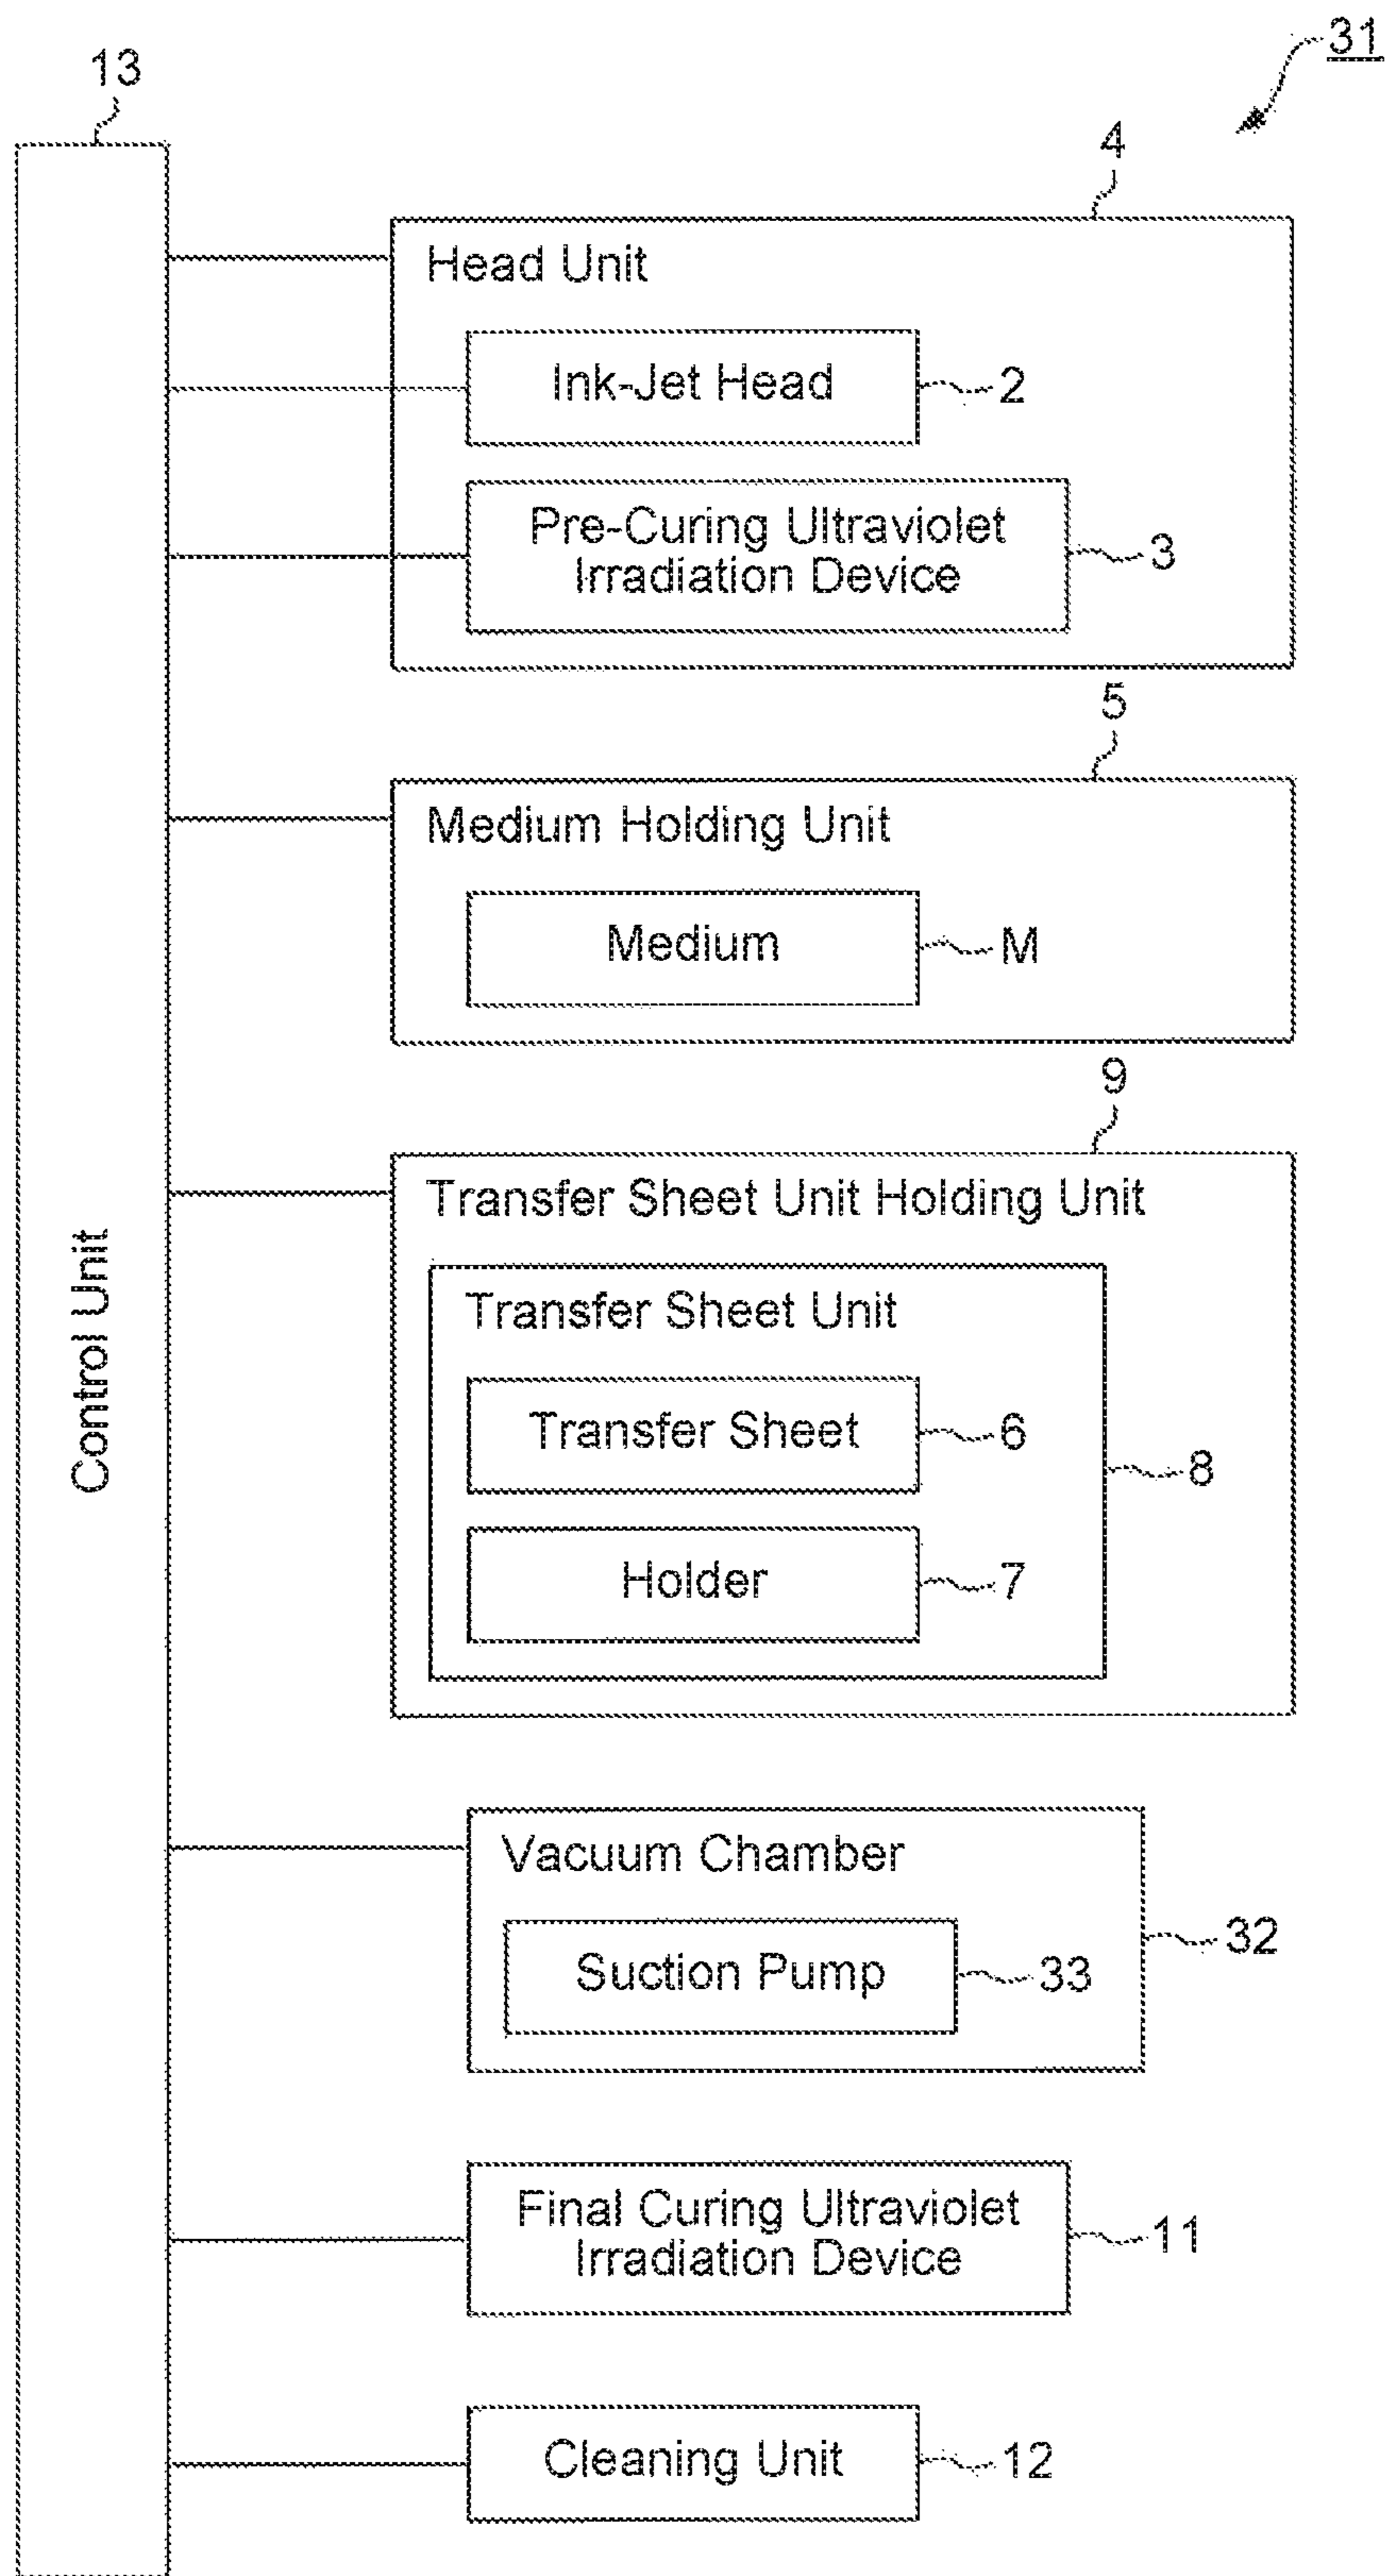 31
13
4
Head Unit
Ink-Jet Head
2
Pre-Curing Ultraviolet
Irradiation Device
3
5
Medium Holding Unit
Medium
M
9
Transfer Sheet Unit Holding Unit
Transfer Sheet Unit
Transfer Sheet
6
8
Holder
7
Control Unit
Vacuum Chamber
Suction Pump
33
32
Final Curing Ultraviolet
Irradiation Device
11
Cleaning Unit
12